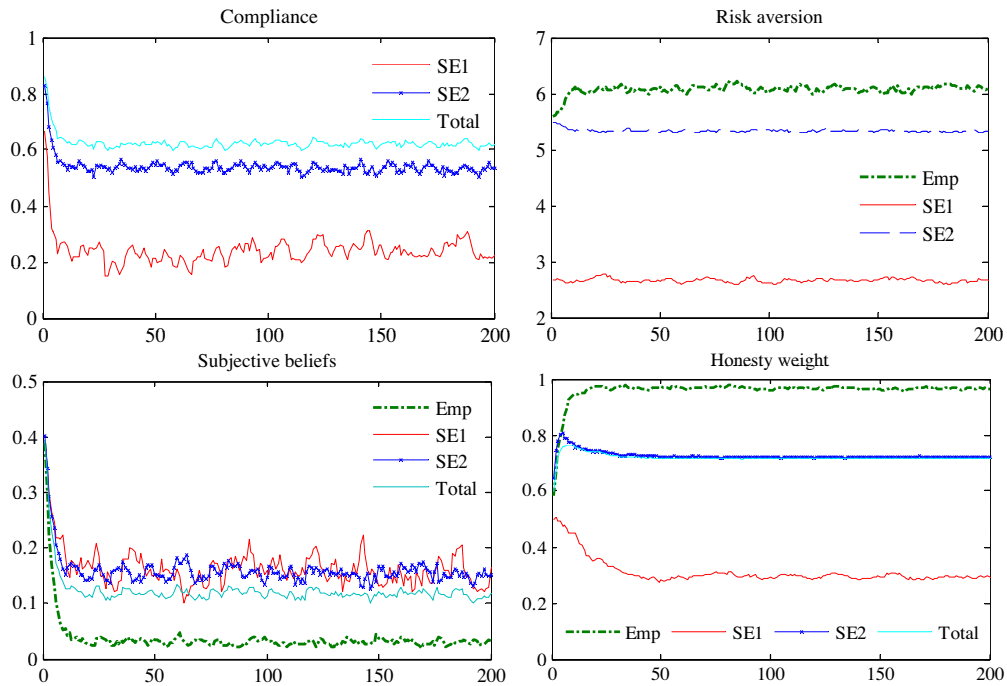 Compliance
1
0.8
0.6
0.4
0.2
0
0 50 100 150 200
SE1
SE2
Total
Risk aversion
7
6
5
4
3
2
0 50 100 150 200
Emp
SE1
SE2
Subjective beliefs
0.5
0.4
0.3
0.2
0.1
0
0 50 100 150 200
Emp
SE1
SE2
Total
Honesty weight
1
0.8
0.6
0.4
0.2
0
0 50 100 150 200
Emp SE1 SE2 Total